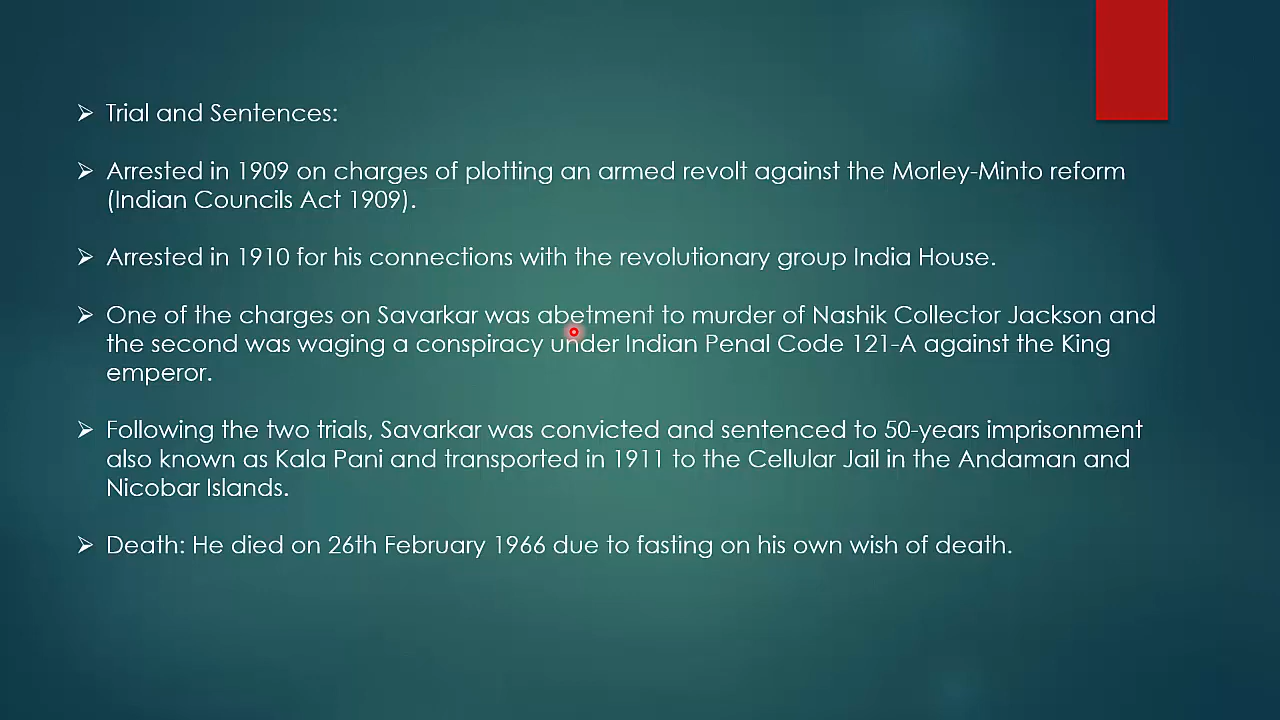 Trial and Sentences:
Arrested in 1909 on charges of plotting an armed revolt against the Morley-Minto reform
(Indian Councils Act 1909).
Arrested in 1910 for his connections with the revolutionary group India House.
One of the charges on Savarkar was abetment to murder of Nashik Collector Jackson and
the second was waging a conspiracy under Indian Penal Code 121-A against the King
emperor.
Following the two trials, Savarkar was convicted and sentenced to 50-years imprisonment
also known as Kala Pani and transported in 1911 to the Cellular Jail in the Andaman and
Nicobar Islands.
Death: He died on 26th February 1966 due to fasting on his own wish of death.